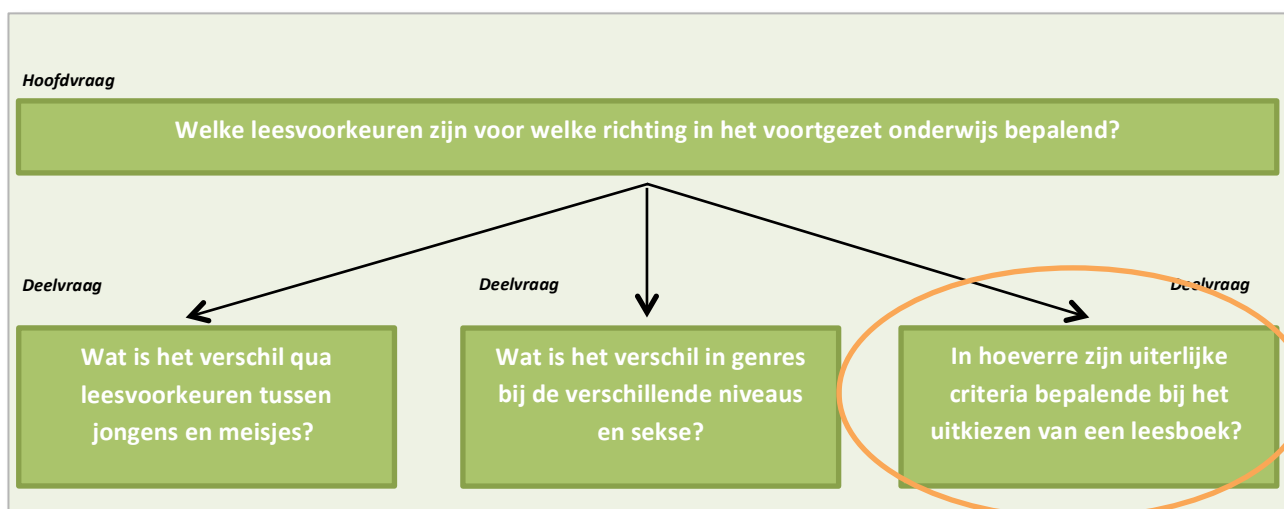 Hoofdvraag
Welke leesvoorkeuren zijn voor welke richting in het voortgezet onderwijs bepalend?
Deelvraag
Deelvraag
Deelvraag
Wat is het verschil qua
leesvoorkeuren tussen
jongens en meisjes?
Wat is het verschil in genres
bij de verschillende niveaus
en sekse?
In hoeverre zijn uiterlijke
criteria bepalende bij het
uitkiezen van een leesboek?